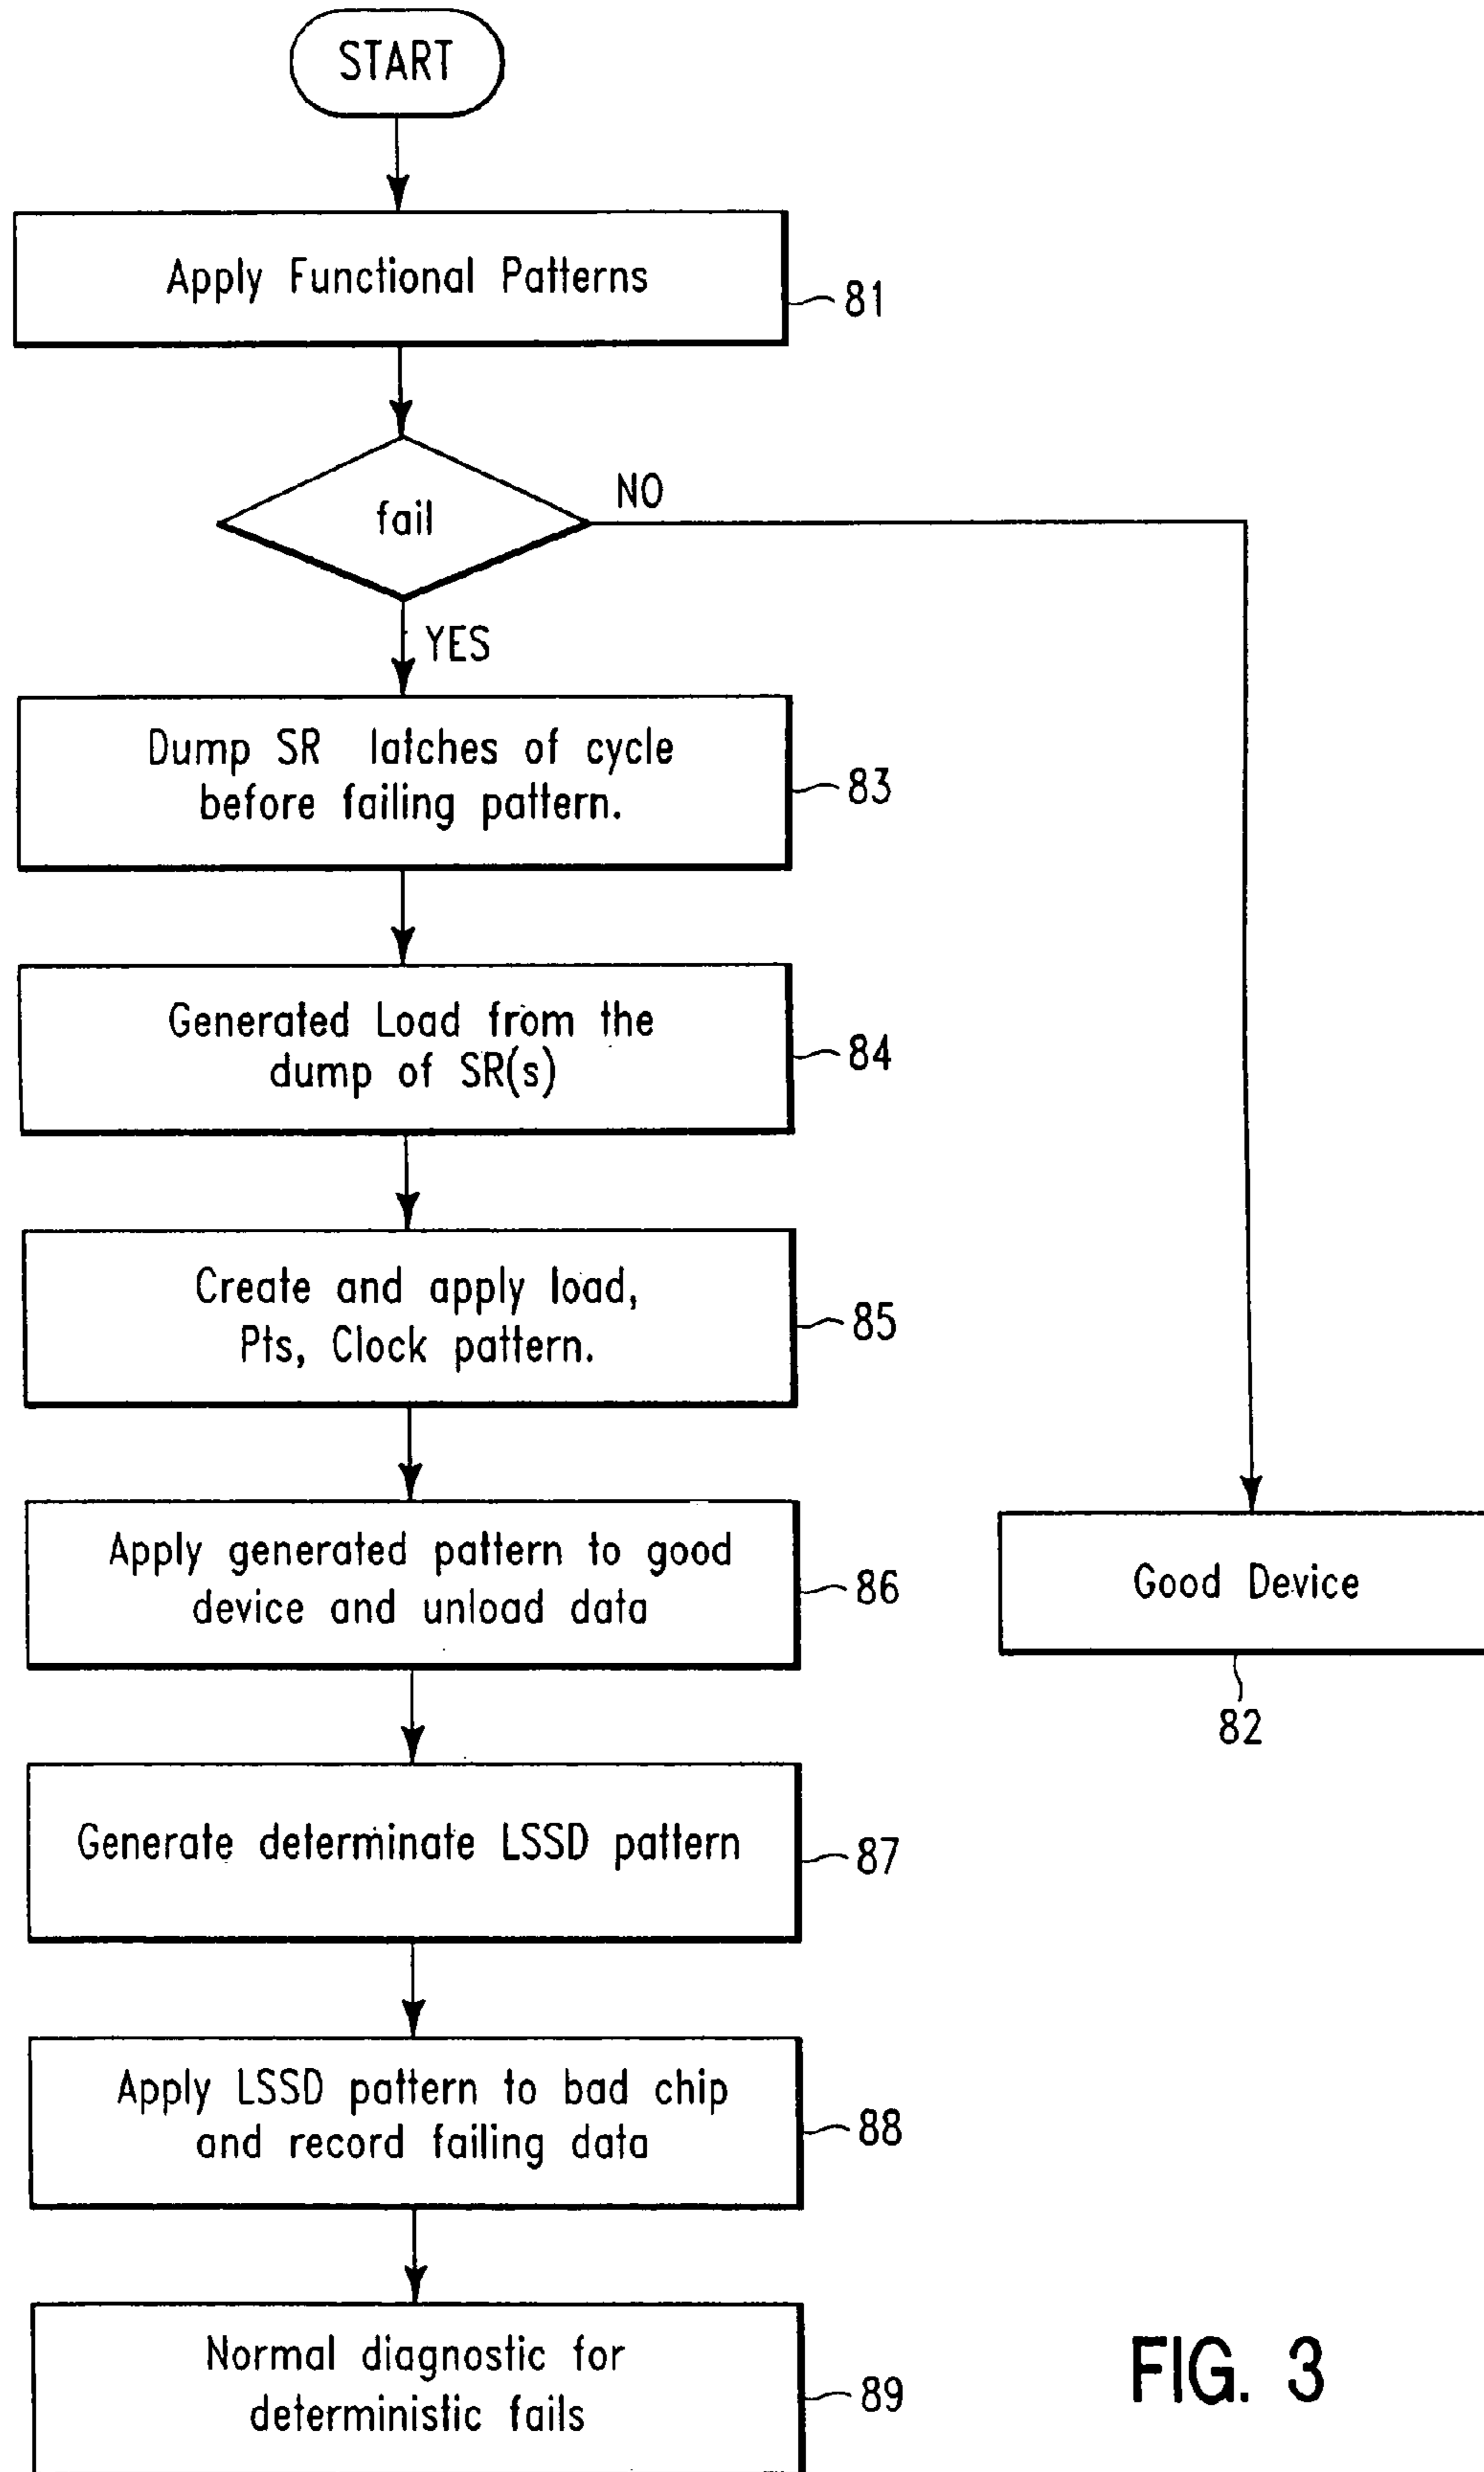 START
Apply Functional Patterns
81
fail
NO
YES
Dump SR latches of cycle
before failing pattern.
83
Generated Load from the
dump of SR(s)
84
Create and apply load,
PIs, Clock pattern.
85
Apply generated pattern to good
device and unload data
86
Good Device
82
Generate determinate LSSD pattern
87
Apply LSSD pattern to bad chip
and record failing data
88
Normal diagnostic for
deterministic fails
89
FIG. 3